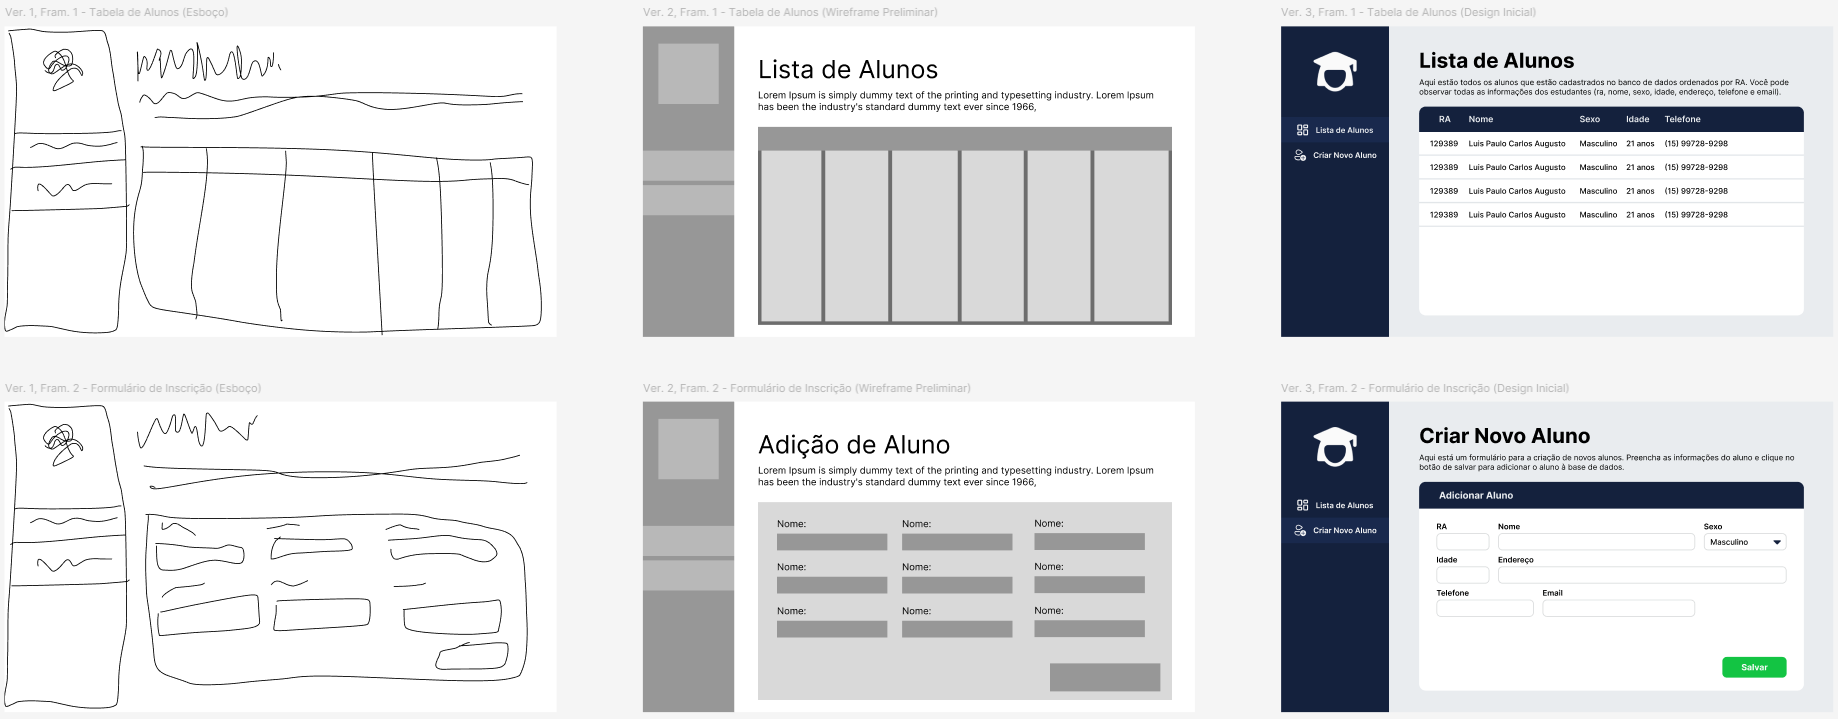 Ver. 1, Fram. 1 - Tabela de Alunos (Esboço)
Ver. 2, Fram. 1 - Tabela de Alunos (Wireframe Preliminar)
Lista de Alunos
Lorem Ipsum is simply dummy text of the printing and typesetting industry. Lorem Ipsum
has been the industry's standard dummy text ever since 1966,
Ver. 3, Fram. 1 - Tabela de Alunos (Design Inicial)
Lista de Alunos
Criar Novo Aluno
Lista de Alunos
Aqui estão todos os alunos que estão cadastrados no banco de dados ordenados por RA. Você pode
observar todas as informações dos estudantes (ra, nome, sexo, idade, endereço, telefone e email).
RA Nome Sexo Idade Telefone
129389 Luis Paulo Carlos Augusto Masculino 21 anos (15) 99728-9298
129389 Luis Paulo Carlos Augusto Masculino 21 anos (15) 99728-9298
129389 Luis Paulo Carlos Augusto Masculino 21 anos (15) 99728-9298
129389 Luis Paulo Carlos Augusto Masculino 21 anos (15) 99728-9298
Ver. 1, Fram. 2 - Formulário de Inscrição (Esboço)
Ver. 2, Fram. 2 - Formulário de Inscrição (Wireframe Preliminar)
Adição de Aluno
Lorem Ipsum is simply dummy text of the printing and typesetting industry. Lorem Ipsum
has been the industry's standard dummy text ever since 1966,
Nome: Nome: Nome:
Nome: Nome: Nome:
Nome: Nome: Nome:
Ver. 3, Fram. 2 - Formulário de Inscrição (Design Inicial)
Lista de Alunos
Criar Novo Aluno
Criar Novo Aluno
Aqui está um formulário para a criação de novos alunos. Preencha as informações do aluno e clique no
botão de salvar para adicionar o aluno à base de dados.
Adicionar Aluno
RA Nome Sexo
Masculino
Idade Endereço
Telefone Email
Salvar